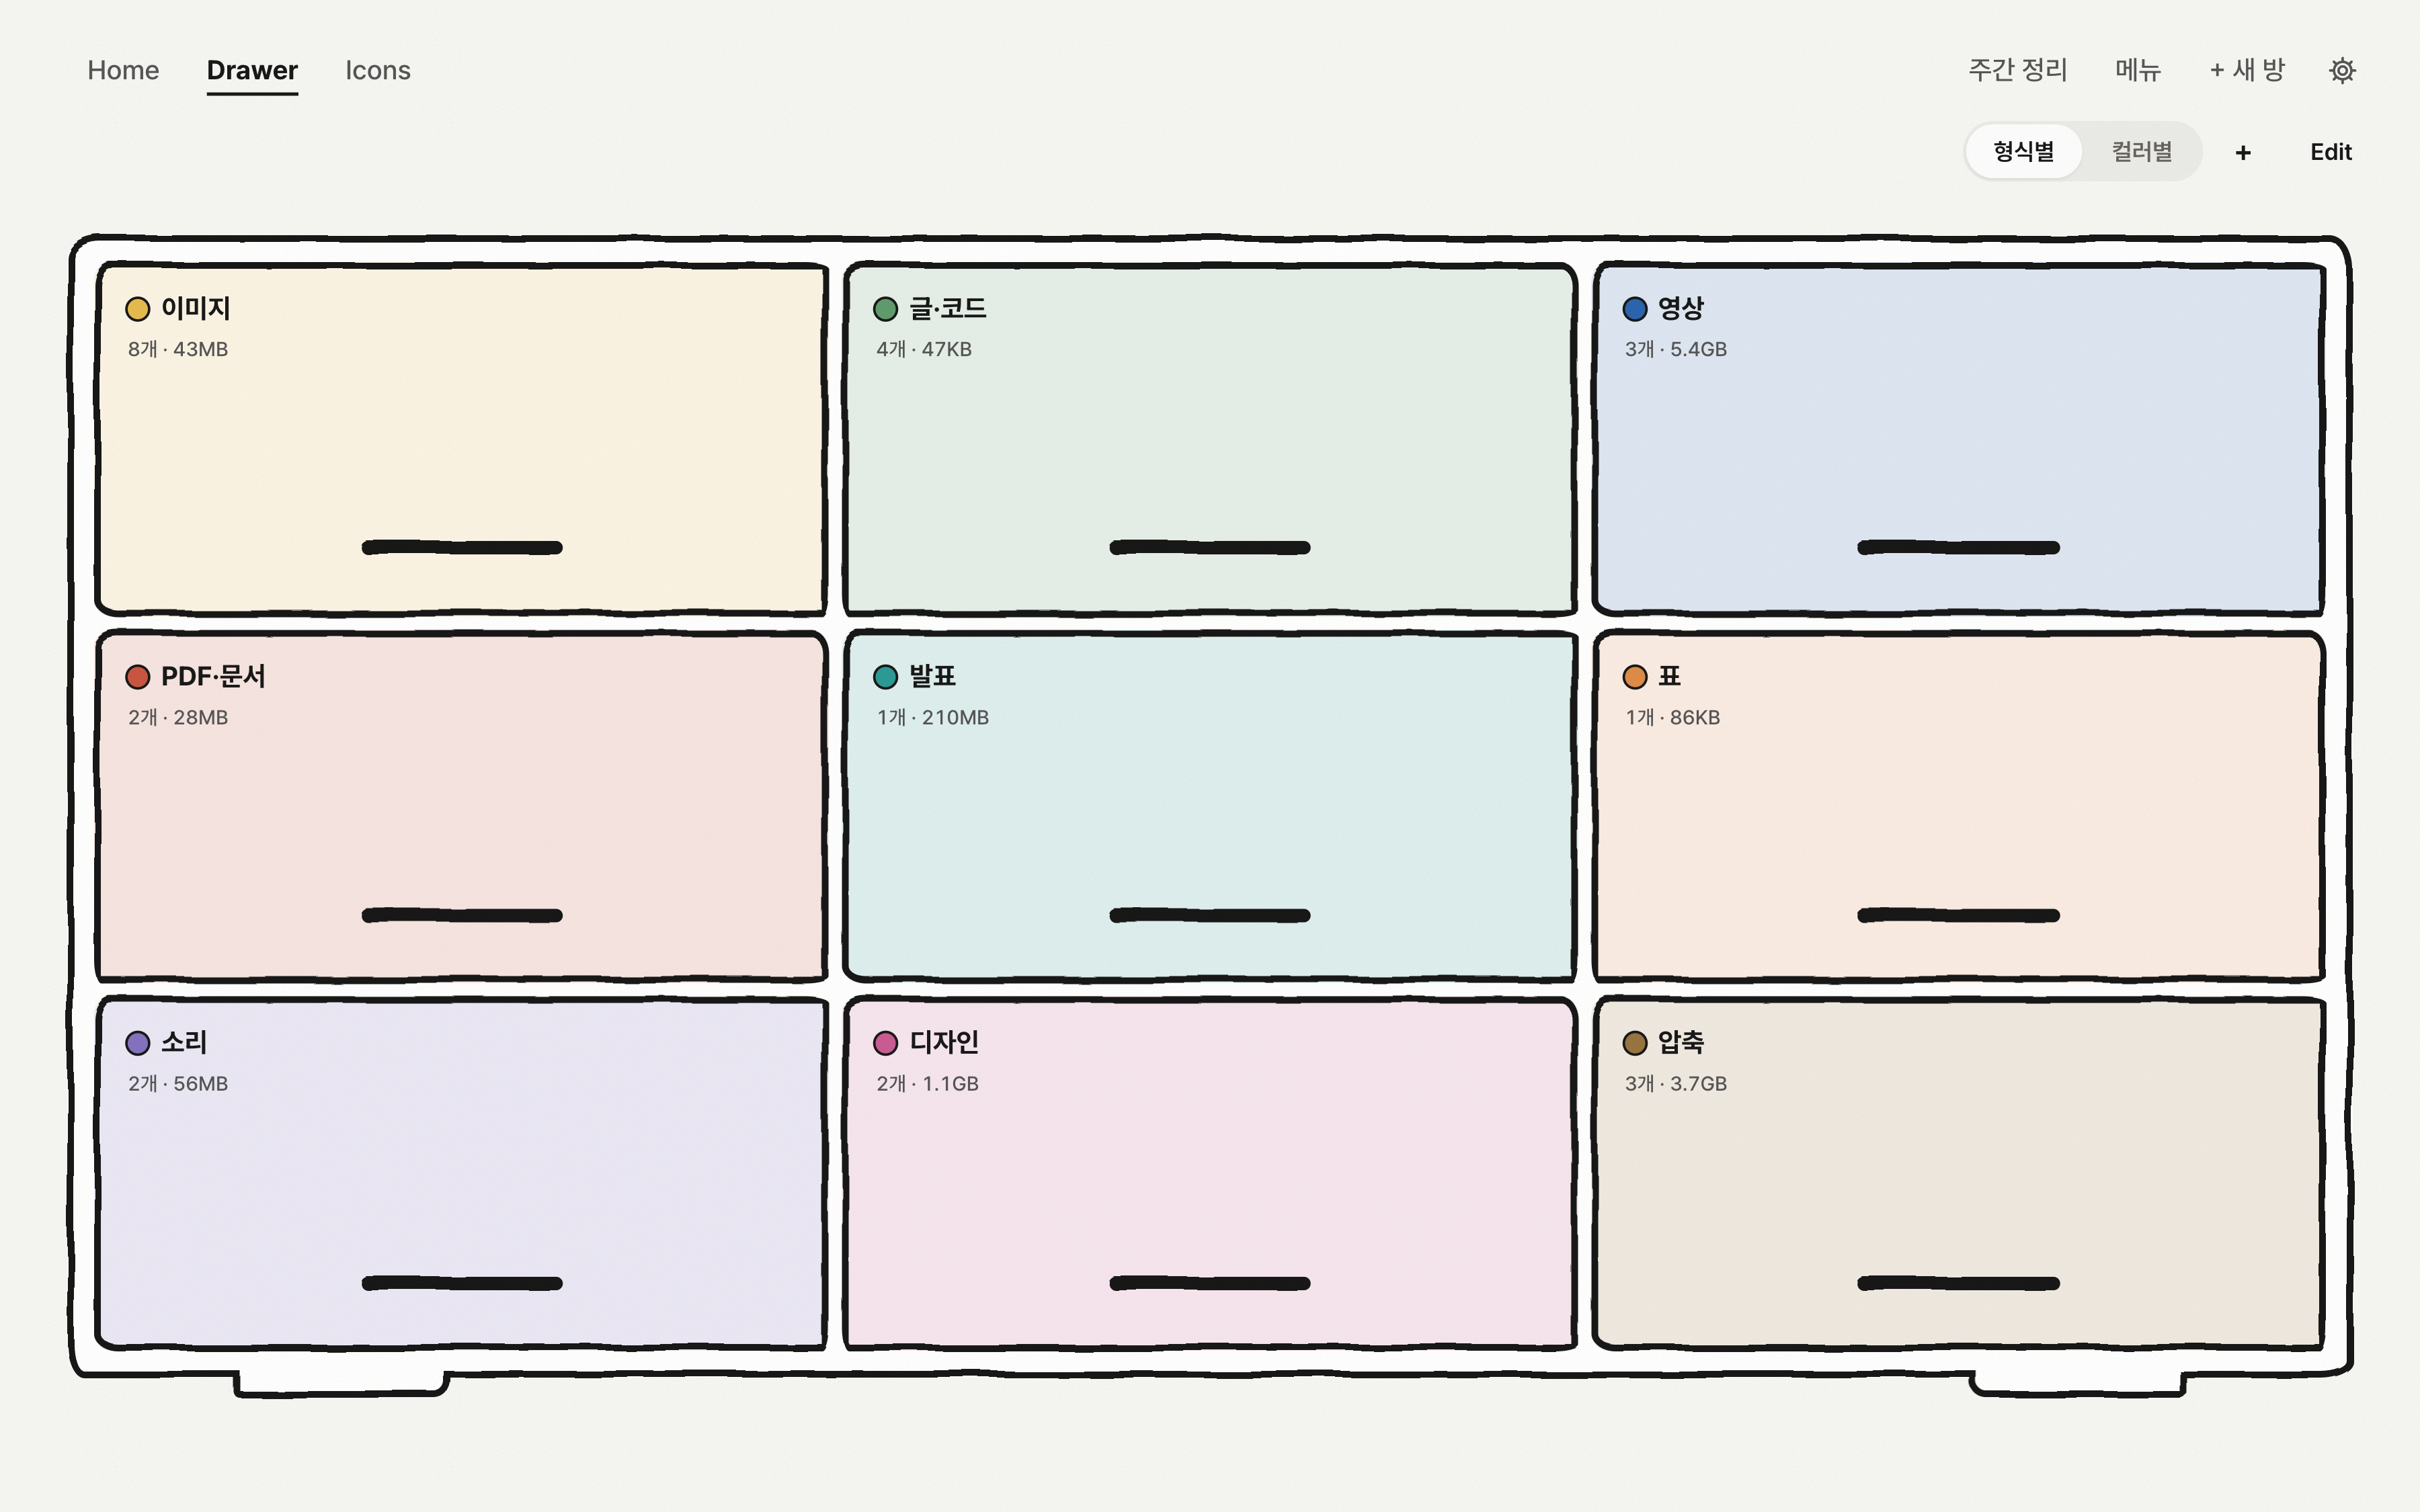 Home Drawer Icons 주간 정리 메뉴 + 새 방
형식별 컬러별 + Edit
이미지
8개 · 43MB
글·코드
4개 · 47KB
영상
3개 · 5.4GB
PDF·문서
2개 · 28MB
발표
1개 · 210MB
표
1개 · 86KB
소리
2개 · 56MB
디자인
2개 · 1.1GB
압축
3개 · 3.7GB